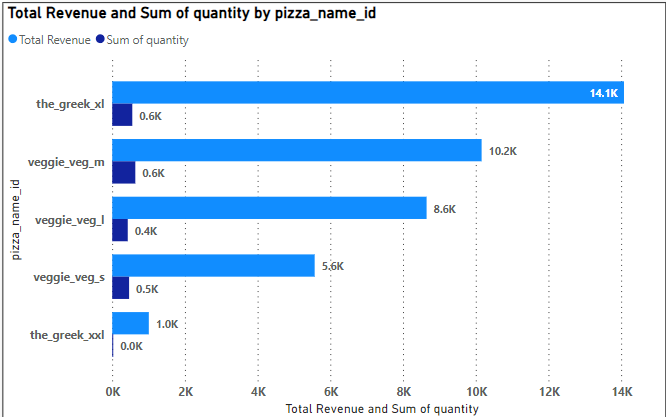 Total Revenue and Sum of quantity by pizza_name_id
Total Revenue Sum of quantity
pizza_name_id
the_greek_xl 14.1K
0.6K
veggie_veg_m 10.2K
0.6K
veggie_veg_l 8.6K
0.4K
veggie_veg_s 5.6K
0.5K
the_greek_xxl 1.0K
0.0K
0K 2K 4K 6K 8K 10K 12K 14K
Total Revenue and Sum of quantity